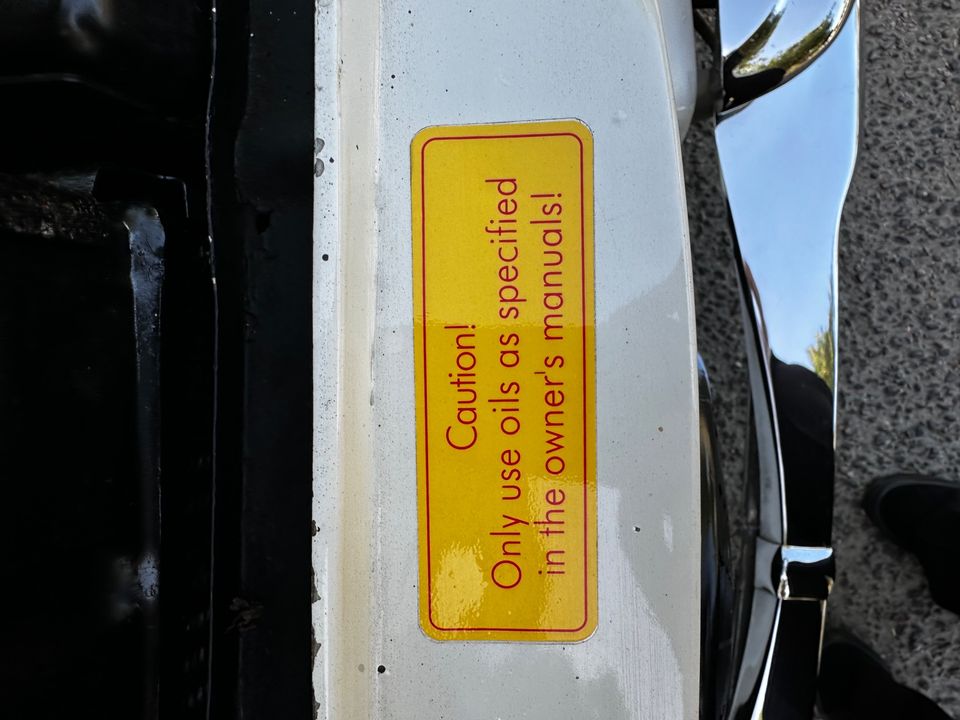 Caution!
Only use oils as specified
in the owner's manuals!